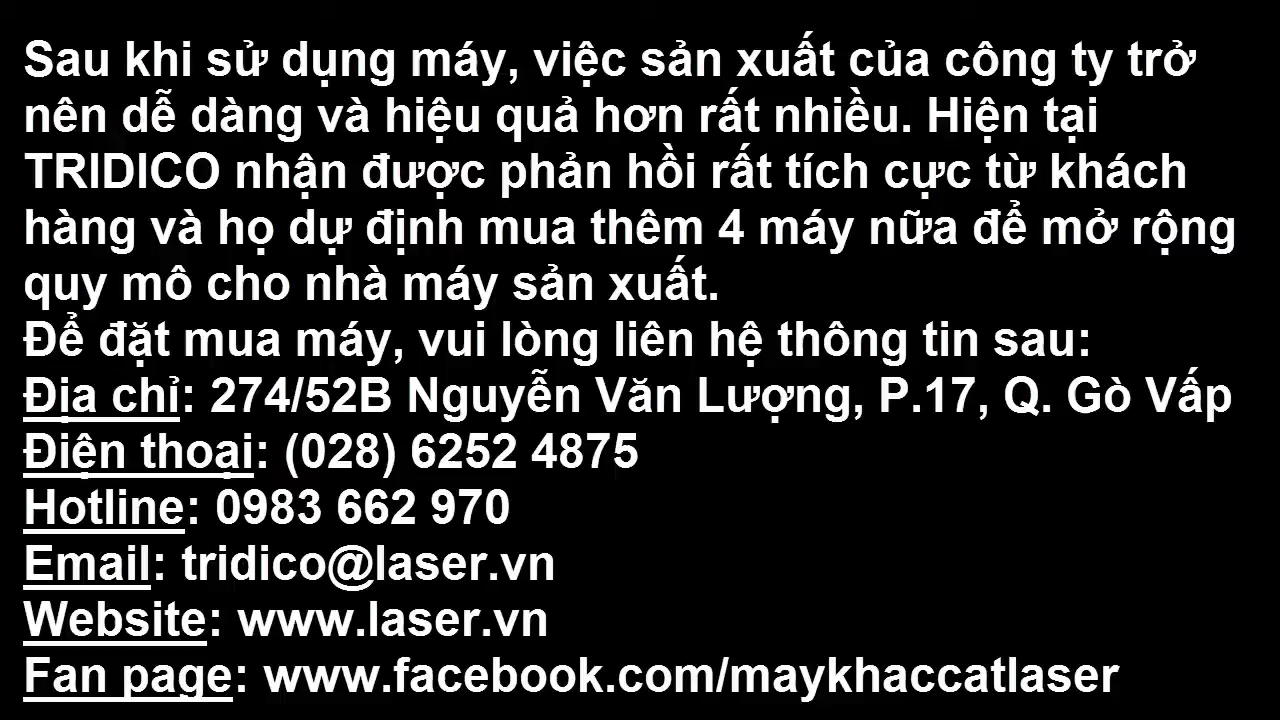 Sau khi sử dụng máy, việc sản xuất của công ty trở
nên dễ dàng và hiệu quả hơn rất nhiều. Hiện tại
TRIDICO nhận được phản hồi rất tích cực từ khách
hàng và họ dự định mua thêm 4 máy nữa để mở rộng
quy mô cho nhà máy sản xuất.
Để đặt mua máy, vui lòng liên hệ thông tin sau:
Địa chỉ: 274/52B Nguyễn Văn Lượng, P.17, Q. Gò Vấp
Điện thoại: (028) 6252 4875
Hotline: 0983 662 970
Email: tridico@laser.vn
Website: www.laser.vn
Fan page: www.facebook.com/maykhaccatlaser